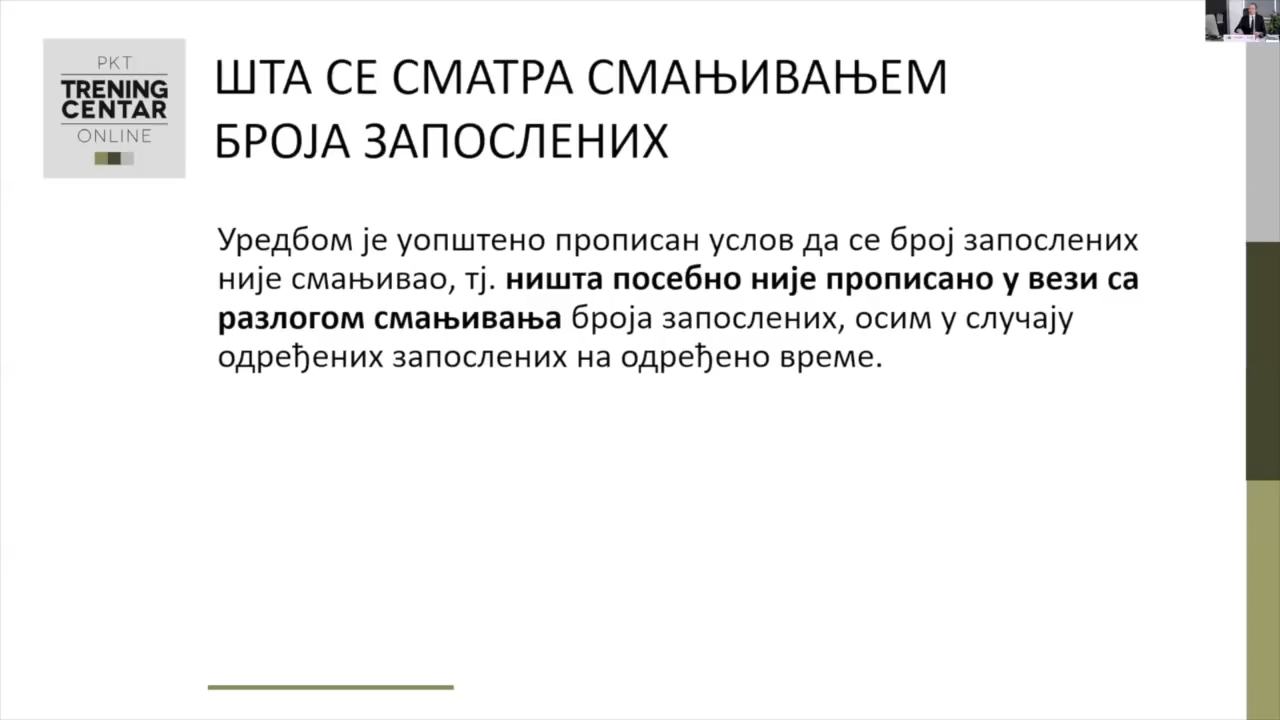 PKT
TRENING
CENTAR
ONLINE
ШТА СЕ СМАТРА СМАЊИВАЊЕМ
БРОЈА ЗАПОСЛЕНИХ
Уредбом је уопштено прописан услов да се број запослених
није смањивао, тј. ништа посебно није прописано у вези са
разлогом смањивања броја запослених, осим у случају
одређених запослених на одређено време.